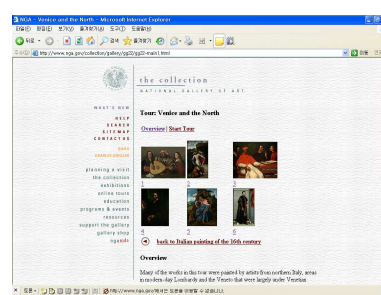 NGA - Venice and the North - Microsoft Internet Explorer
http://www.nga.gov/collection/gallery/gg22/gg22-main1.html
the collection
NATIONAL GALLERY OF ART
WHAT'S NEW
HELP
SEARCH
SITE MAP
CONTACT US
planning a visit
the collection
exhibitions
online tours
education
programs & events
resources
support the gallery
gallery shop
ngakids
Tour: Venice and the North
Overview | Start Tour
1 2 3
4 5 6
back to Italian painting of the 16th century
Overview
Many of the works in this tour were painted by artists from northern Italy, areas
in modern-day Lombardy and the Veneto that were largely under Venetian